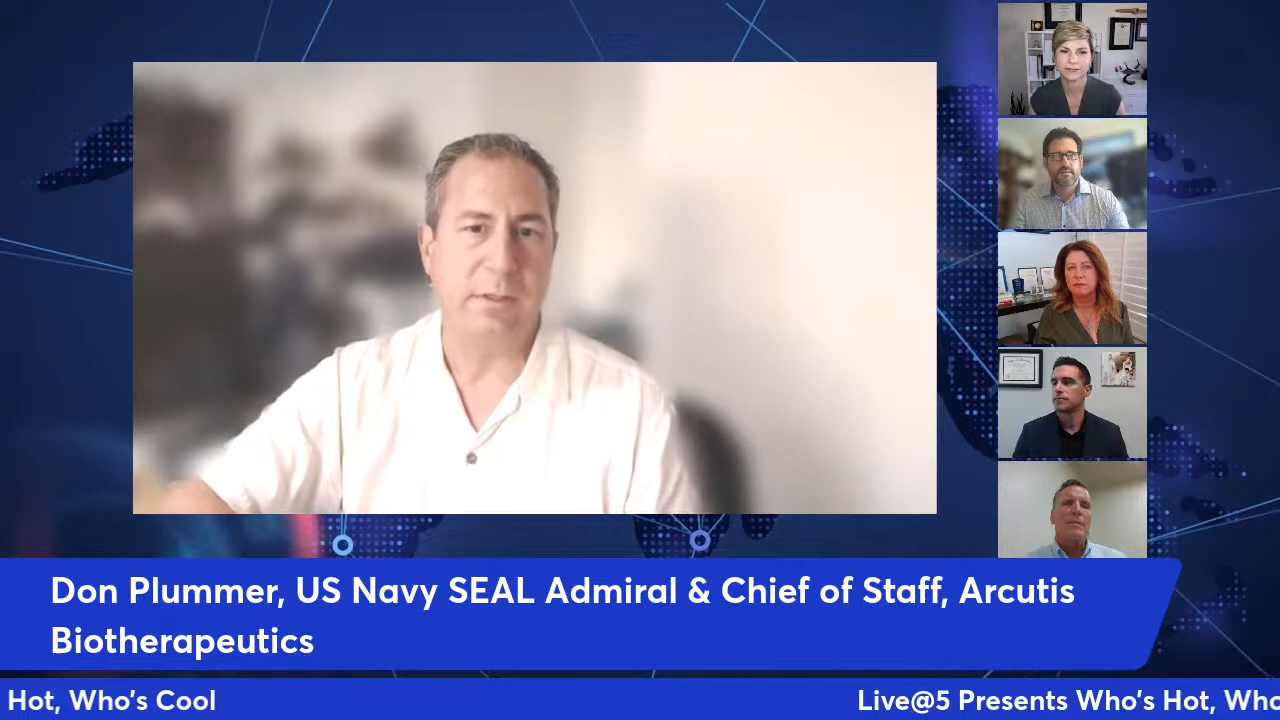 Don Plummer, US Navy SEAL Admiral & Chief of Staff, Arcutis
Biotherapeutics
Hot, Who's Cool
Live@5 Presents Who's Hot, Who